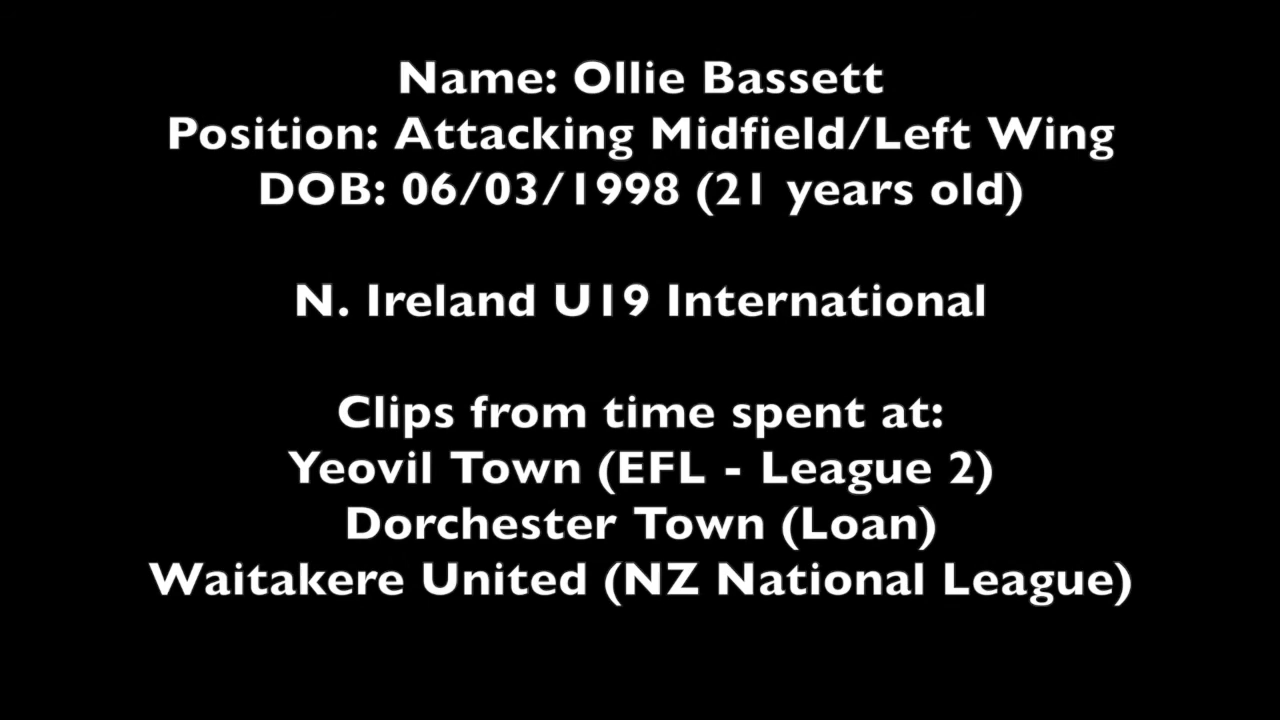 Name: Ollie Bassett
Position: Attacking Midfield/Left Wing
DOB: 06/03/1998 (21 years old)
N. Ireland U19 International
Clips from time spent at:
Yeovil Town (EFL - League 2)
Dorchester Town (Loan)
Waitakere United (NZ National League)